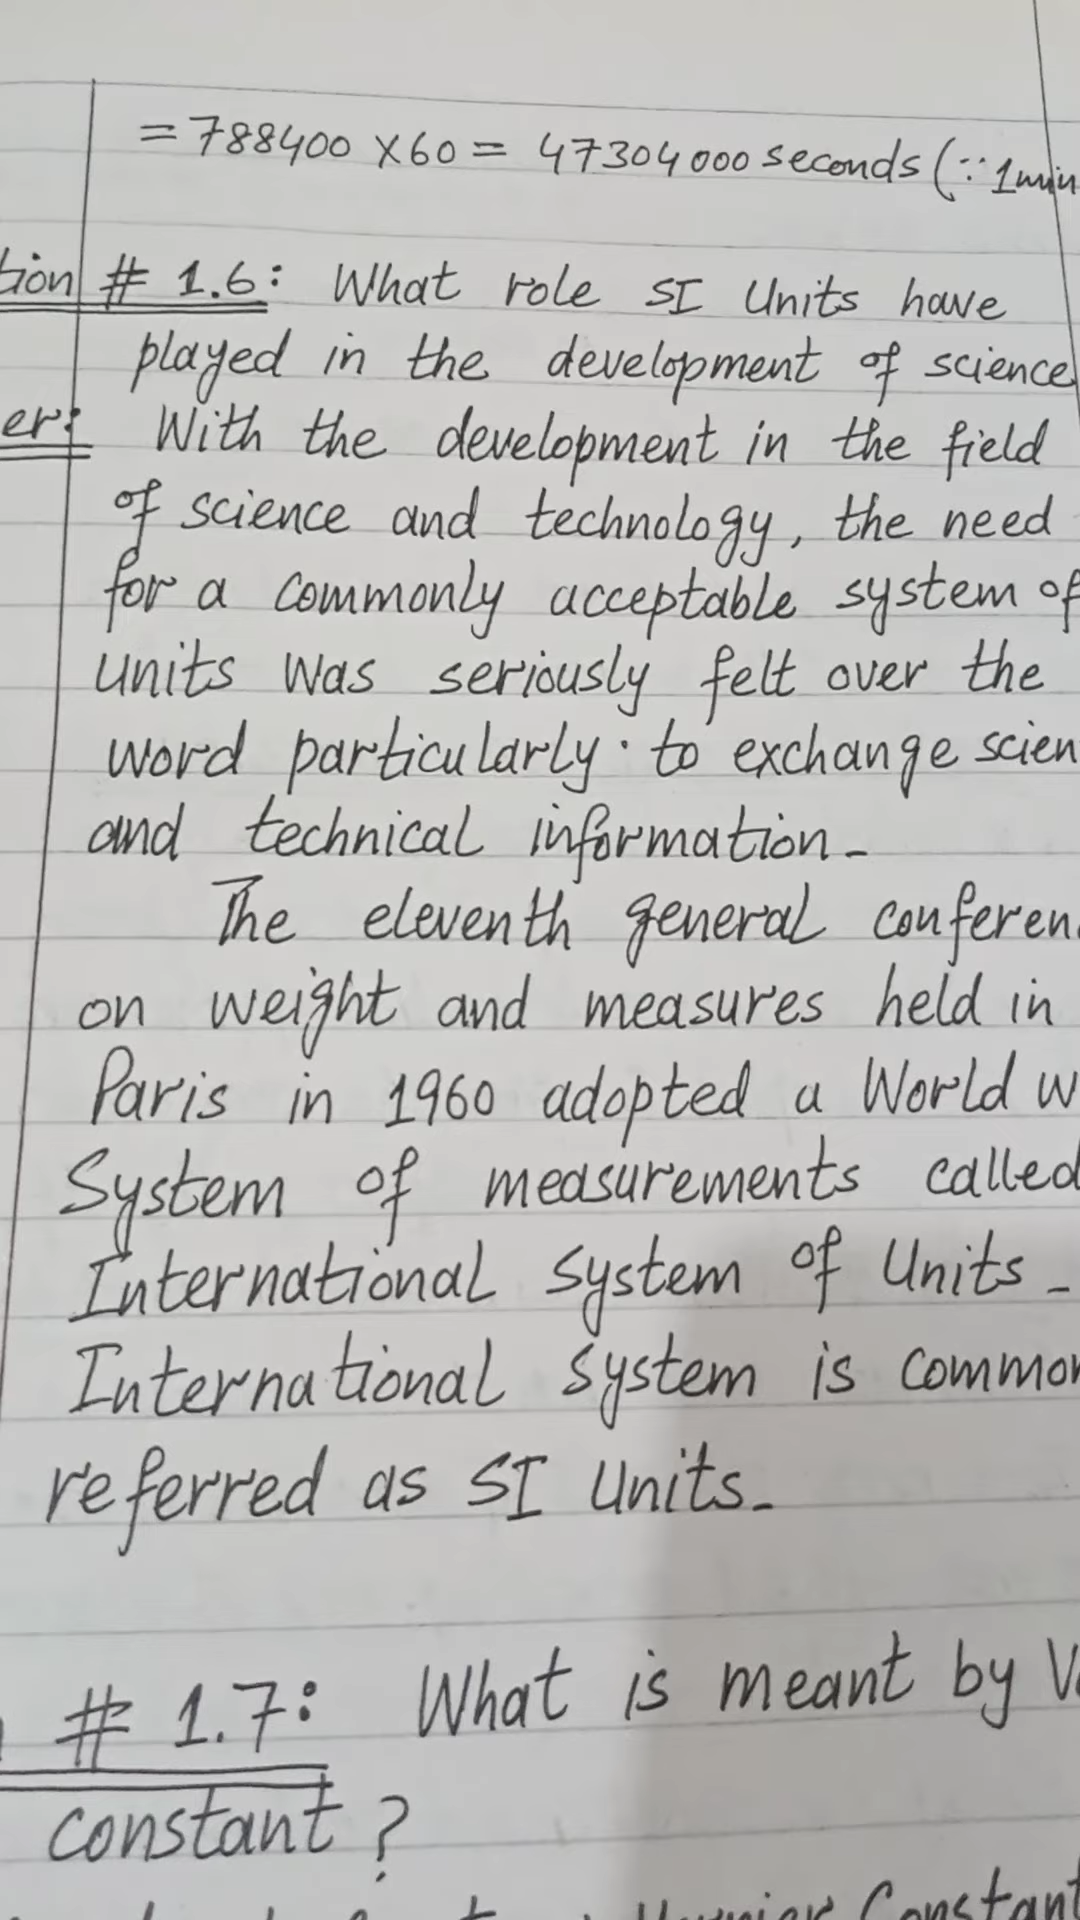 = 788400 X60 = 47304000 seconds (∵ 1min
tion # 1.6: What role SI Units have
played in the development of science
er: With the development in the field
of science and technology, the need
for a commonly acceptable system of
units was seriously felt over the
word particularly. to exchange scien
and technical information -
The eleventh general conferen
on weight and measures held in
Paris in 1960 adopted a World w
System of measurements called
International System of Units -
International System is common
referred as SI Units -
# 1.7: What is meant by V
constant ?
Constant